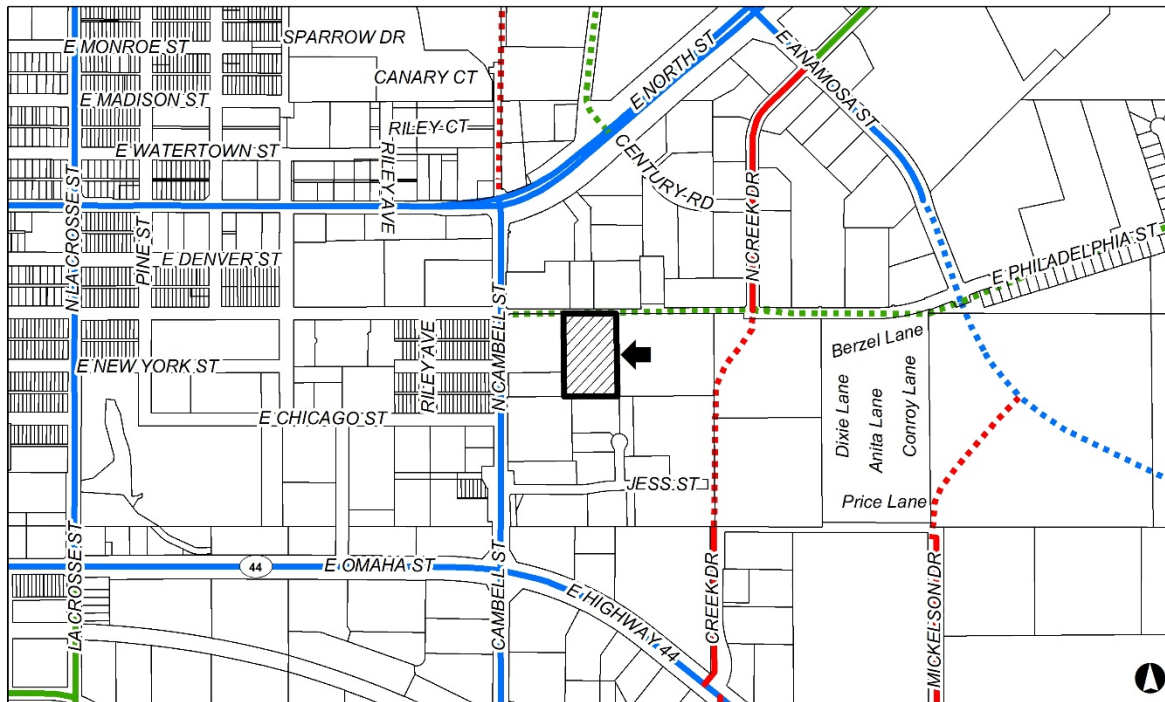 E MONROE ST
SPARROW DR
CANARY CT
E MADISON ST
RILEY CT
E WATERTOWN ST
RILEY AVE
E NORTH ST
E ANAMOSA ST
CENTURY RD
N CREEK DR
N LA CROSSE ST
PINE ST
E DENVER ST
N CAMBELL ST
E PHILADELPHIA ST
RILEY AVE
E NEW YORK ST
E CHICAGO ST
Berzel Lane
Dixie Lane
Anita Lane
Conroy Lane
JESS ST
Price Lane
LA CROSSE ST
44
E OMAHA ST
CAMBELL ST
E HIGHWAY 44
CREEK DR
MICKELSON DR